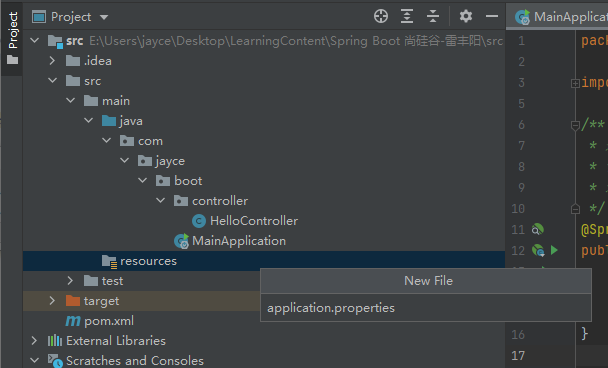 Project
Project
src E:\Users\jayce\Desktop\LearningContent\Spring Boot 尚硅谷-雷丰阳\src
.idea
src
main
java
com
jayce
boot
controller
C HelloController
MainApplication
resources
test
target
m pom.xml
External Libraries
Scratches and Consoles
New File
application.properties
MainApplicat
1 pack
2
3 impo
5
6 /**
7 *
8 *
9 *
10 */
11 @Spr
12 publ
16 }
17